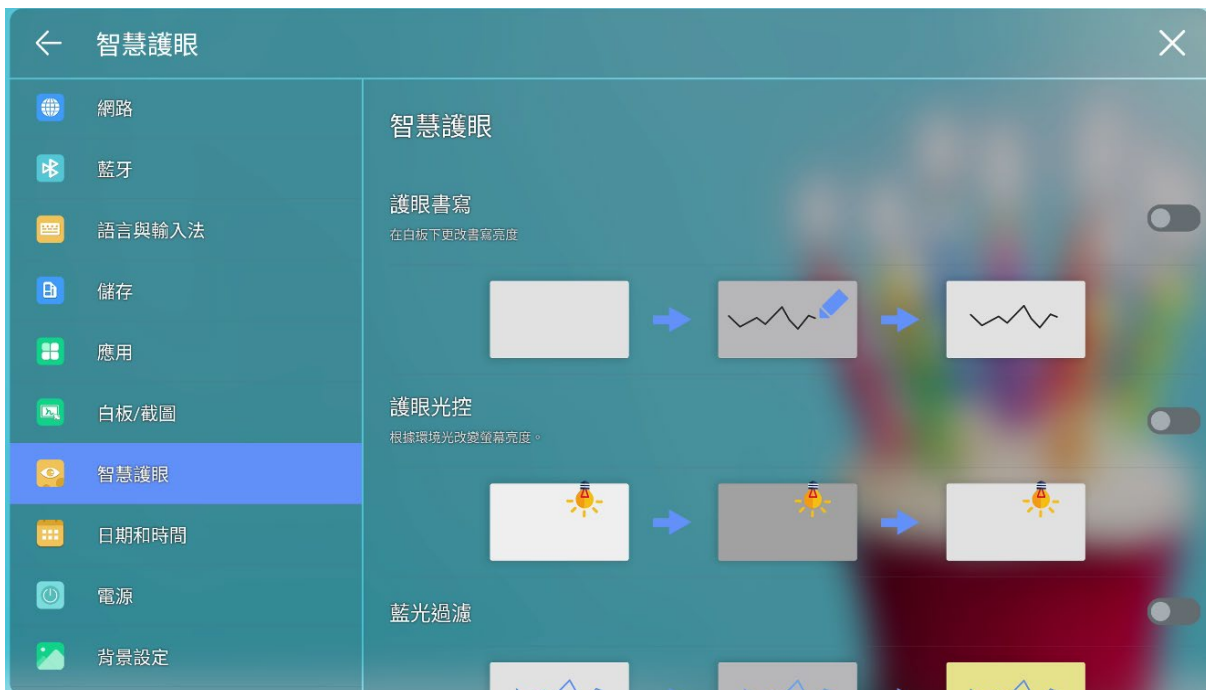 智慧護眼
網路
藍牙
語言與輸入法
儲存
應用
白板/截圖
智慧護眼
日期和時間
電源
背景設定
智慧護眼
護眼書寫
在白板下更改書寫亮度
護眼光控
根據環境光改變螢幕亮度。
藍光過濾